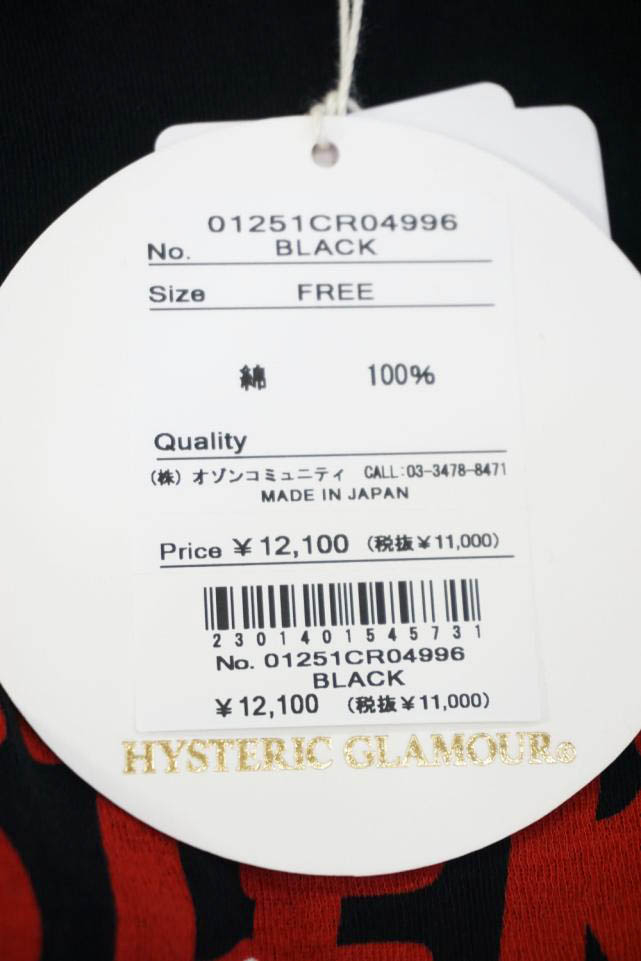 01251CR04996
No. BLACK
Size FREE
綿 100%
Quality
(株) オゾンコミュニティ CALL:03-3478-8471
MADE IN JAPAN
Price ¥12,100 (税抜¥11,000)
2301401545731
No. 01251CR04996
BLACK
¥12,100 (税抜¥11,000)
HYSTERIC GLAMOUR®